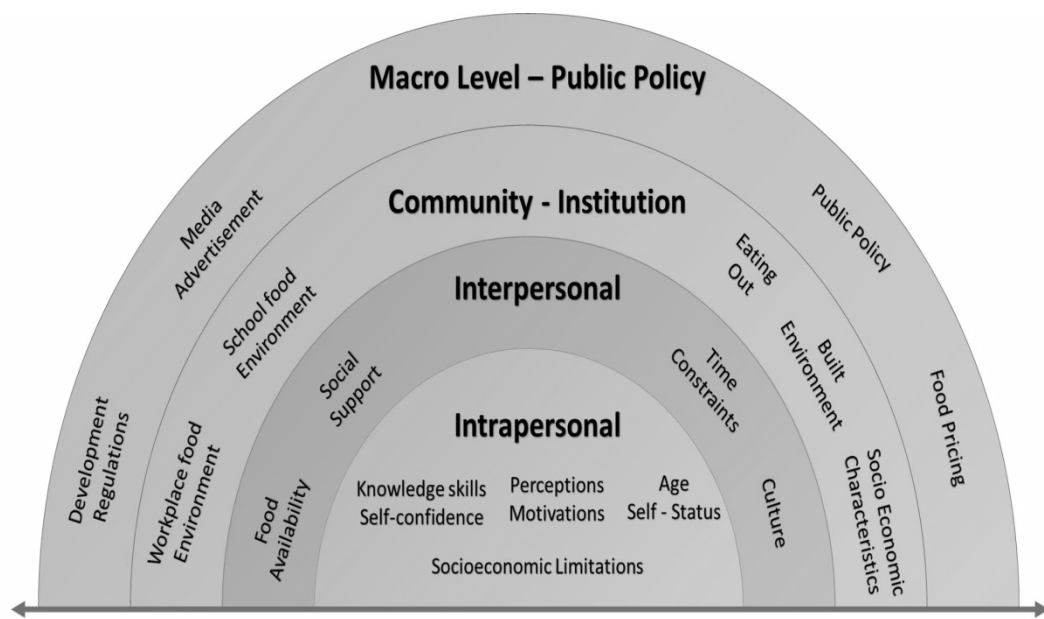 Macro Level – Public Policy
Media
Advertisement
Public Policy
Development
Regulations
Food Pricing
Community - Institution
School food
Environment
Eating
Out
Workplace food
Environment
Built
Environment
Socio Economic
Characteristics
Interpersonal
Social
Support
Time
Constraints
Food
Availability
Culture
Intrapersonal
Knowledge skills
Self-confidence
Perceptions
Motivations
Age
Self - Status
Socioeconomic Limitations